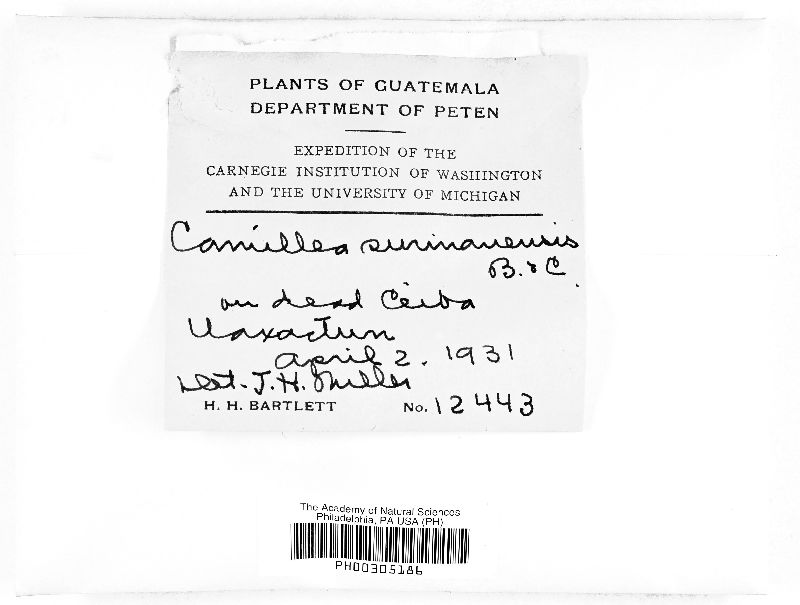 PLANTS OF GUATEMALA
DEPARTMENT OF PETEN
EXPEDITION OF THE
CARNEGIE INSTITUTION OF WASHINGTON
AND THE UNIVERSITY OF MICHIGAN
Camillea surinamensis
B. & C.
on dead Ceiba
Uaxactun
April 2, 1931
Det. J. H. Miller
H. H. BARTLETT No. 12443
The Academy of Natural Sciences
Philadelphia, PA USA (PH)
PH00305186